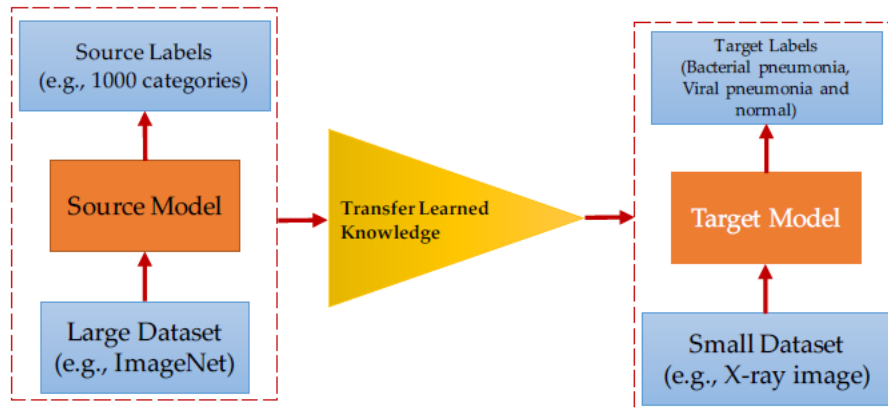 Source Labels
(e.g., 1000 categories)
Source Model
Large Dataset
(e.g., ImageNet)
Transfer Learned
Knowledge
Target Labels
(Bacterial pneumonia,
Viral pneumonia and
normal)
Target Model
Small Dataset
(e.g., X-ray image)